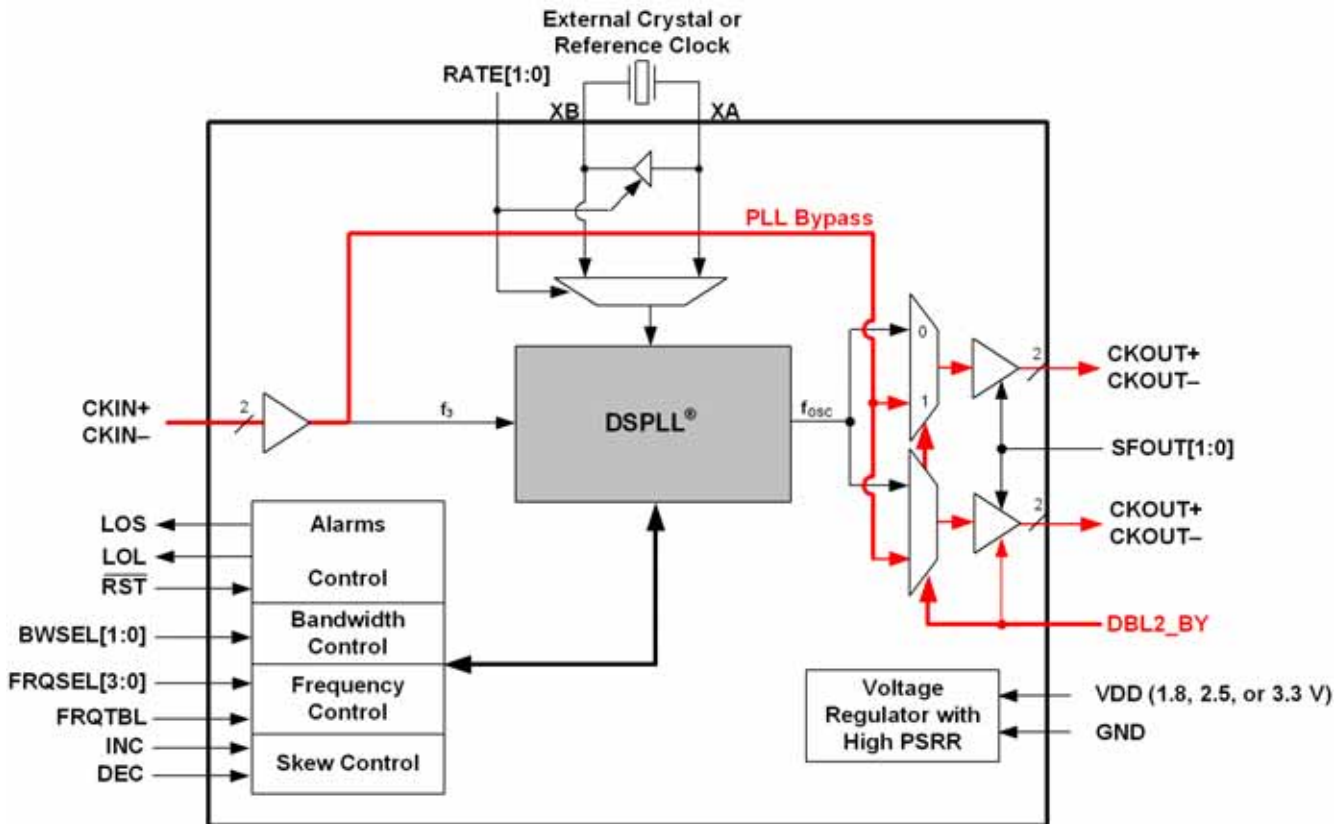 External Crystal or
Reference Clock
RATE[1:0]
XB
XA
PLL Bypass
0
1
2
CKOUT+
CKOUT–
CKIN+
CKIN–
2
f3
DSPLL®
fOSC
SFOUT[1:0]
2
CKOUT+
CKOUT–
LOS
LOL
RST
BWSEL[1:0]
FRQSEL[3:0]
FRQTBL
INC
DEC
Alarms
Control
Bandwidth
Control
Frequency
Control
Skew Control
DBL2_BY
Voltage
Regulator with
High PSRR
VDD (1.8, 2.5, or 3.3 V)
GND